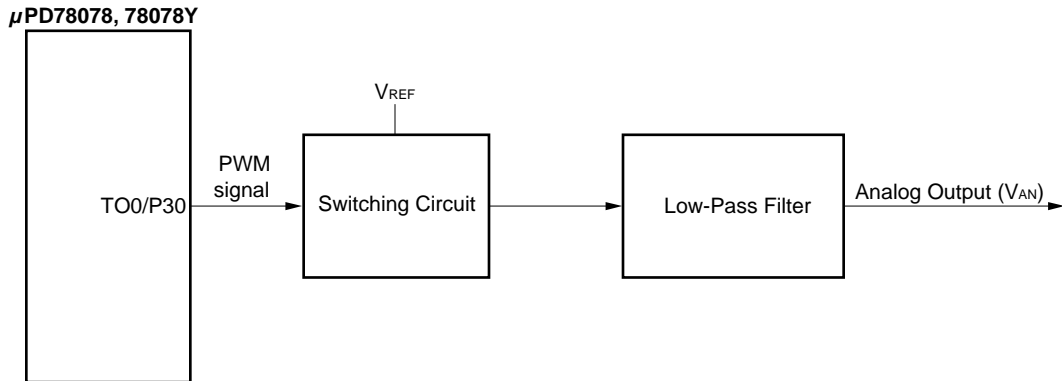 µPD78078, 78078Y
VREF
PWM
signal
TO0/P30
Switching Circuit
Low-Pass Filter
Analog Output (VAN)